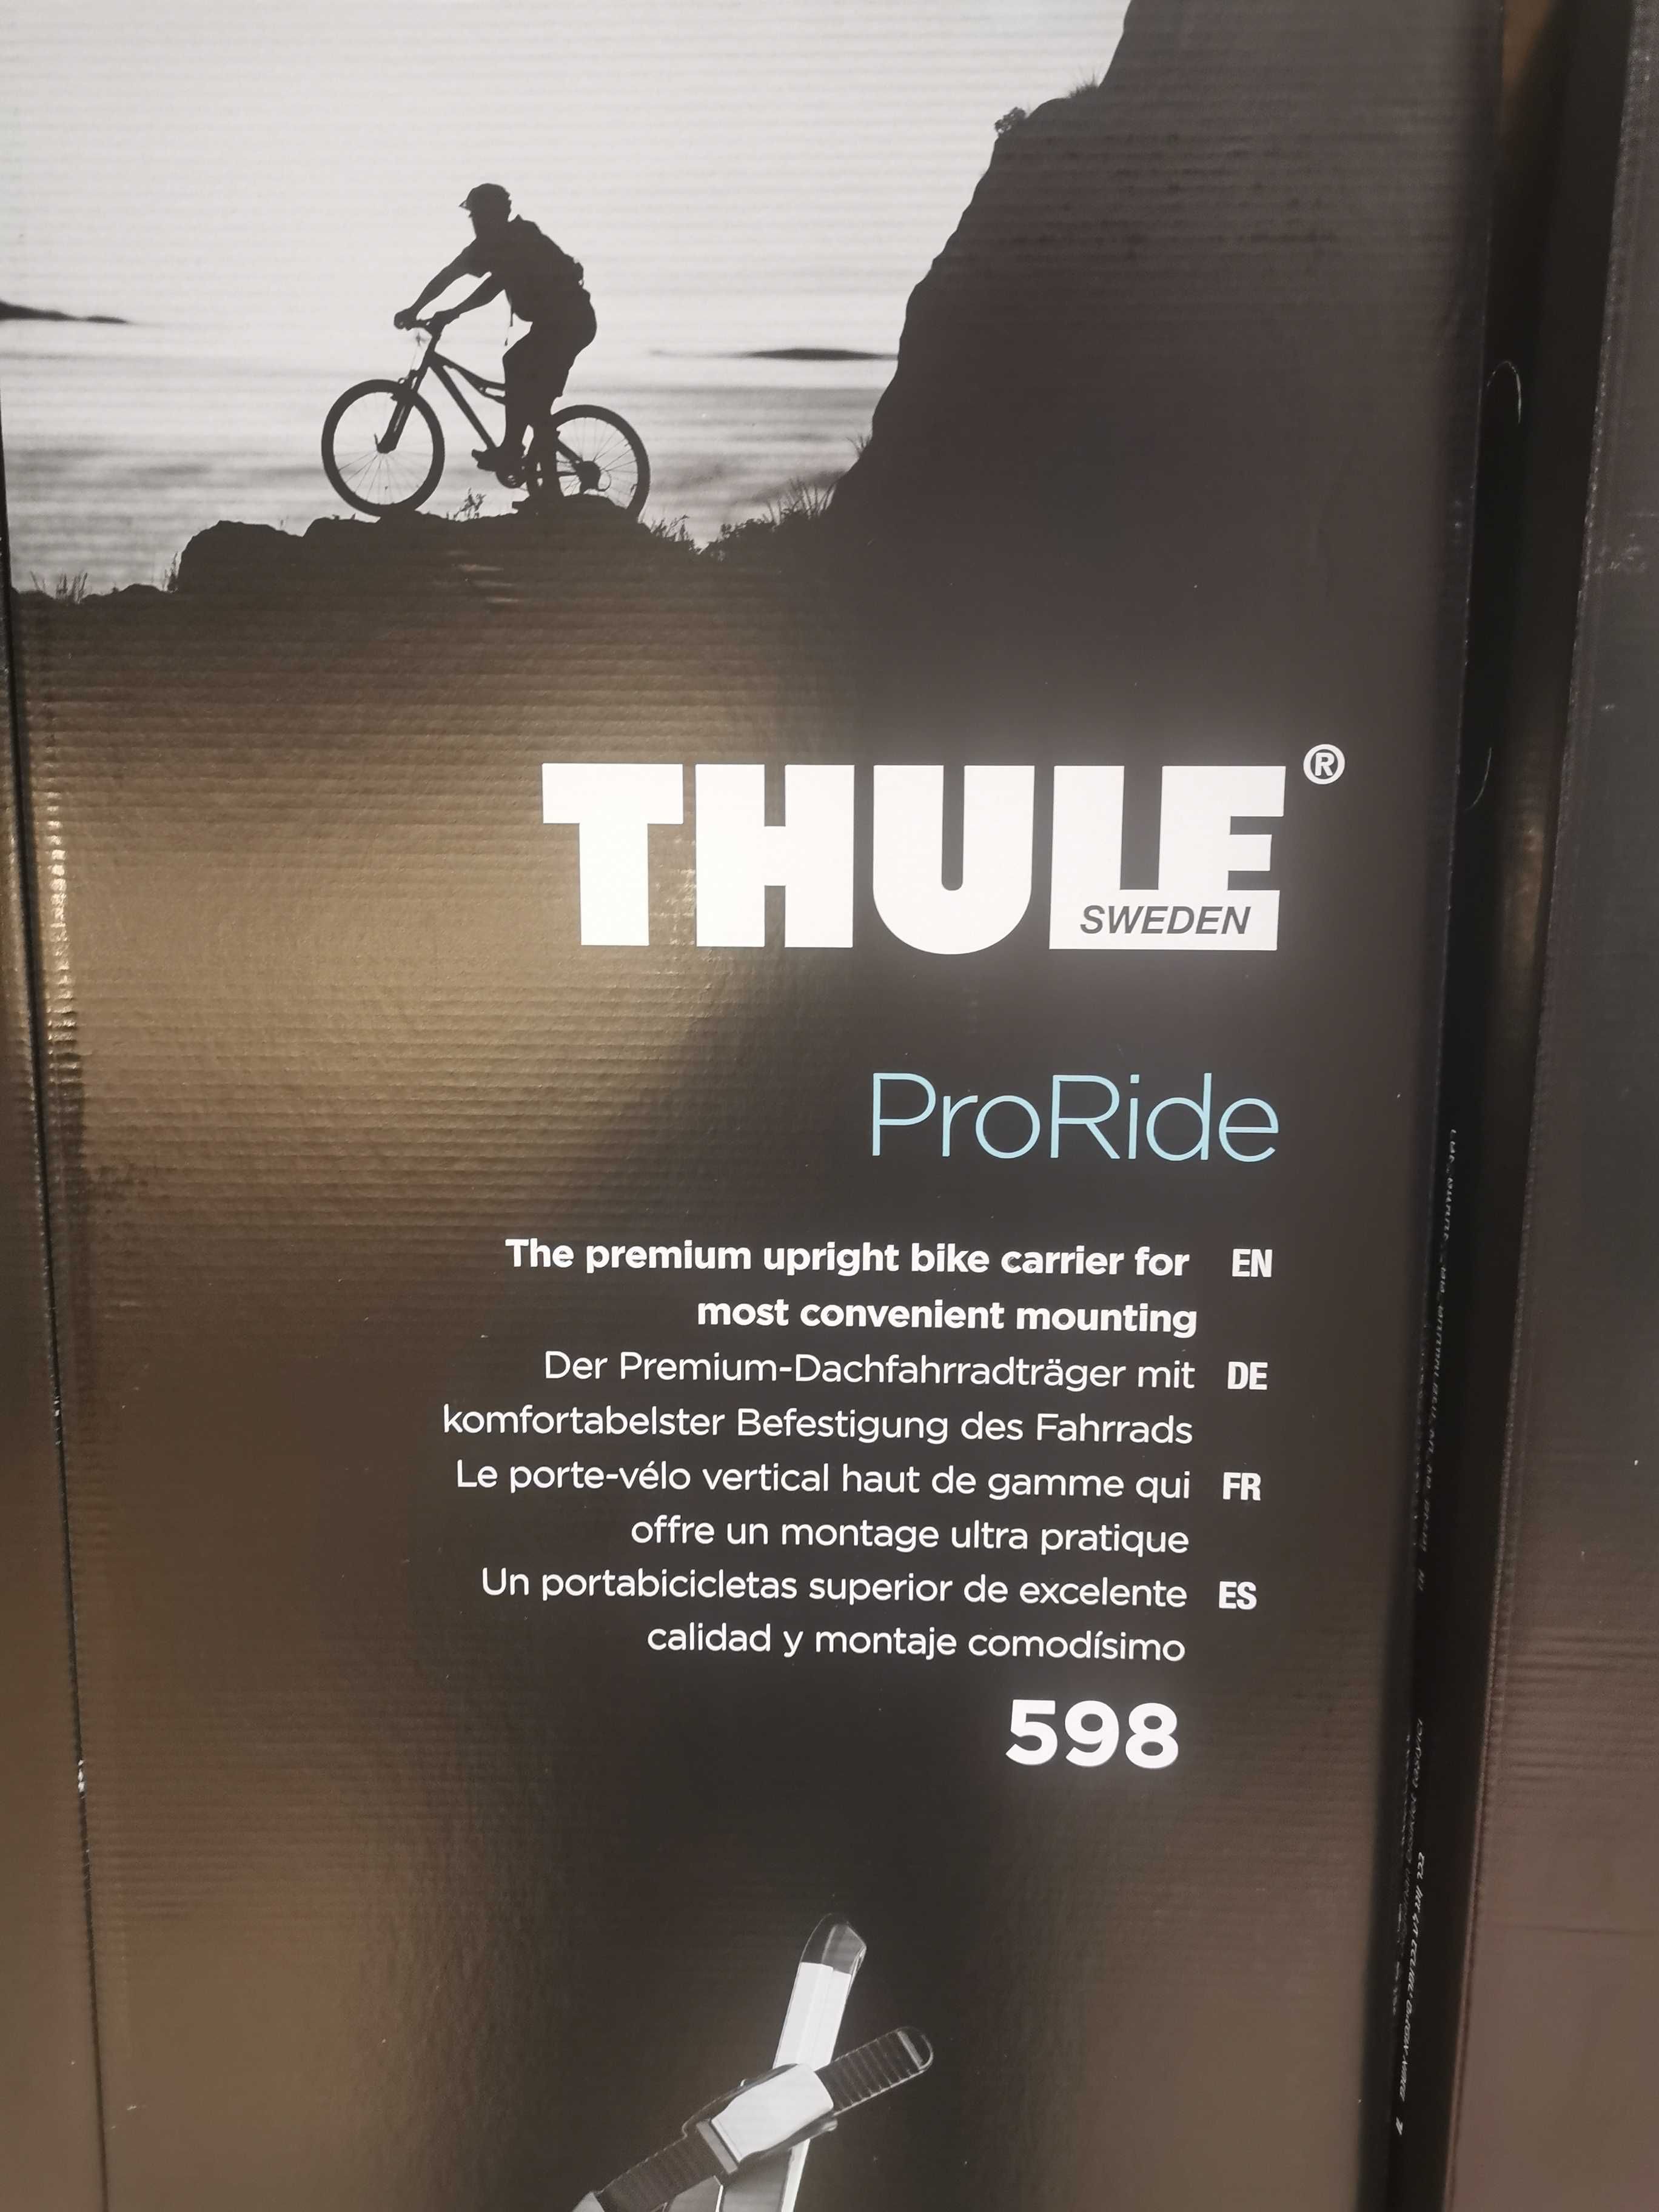 THULE®
SWEDEN
ProRide
The premium upright bike carrier for EN
most convenient mounting
Der Premium-Dachfahrradträger mit DE
komfortabelster Befestigung des Fahrrads
Le porte-vélo vertical haut de gamme qui FR
offre un montage ultra pratique
Un portabicicletas superior de excelente ES
calidad y montaje comodísimo
598